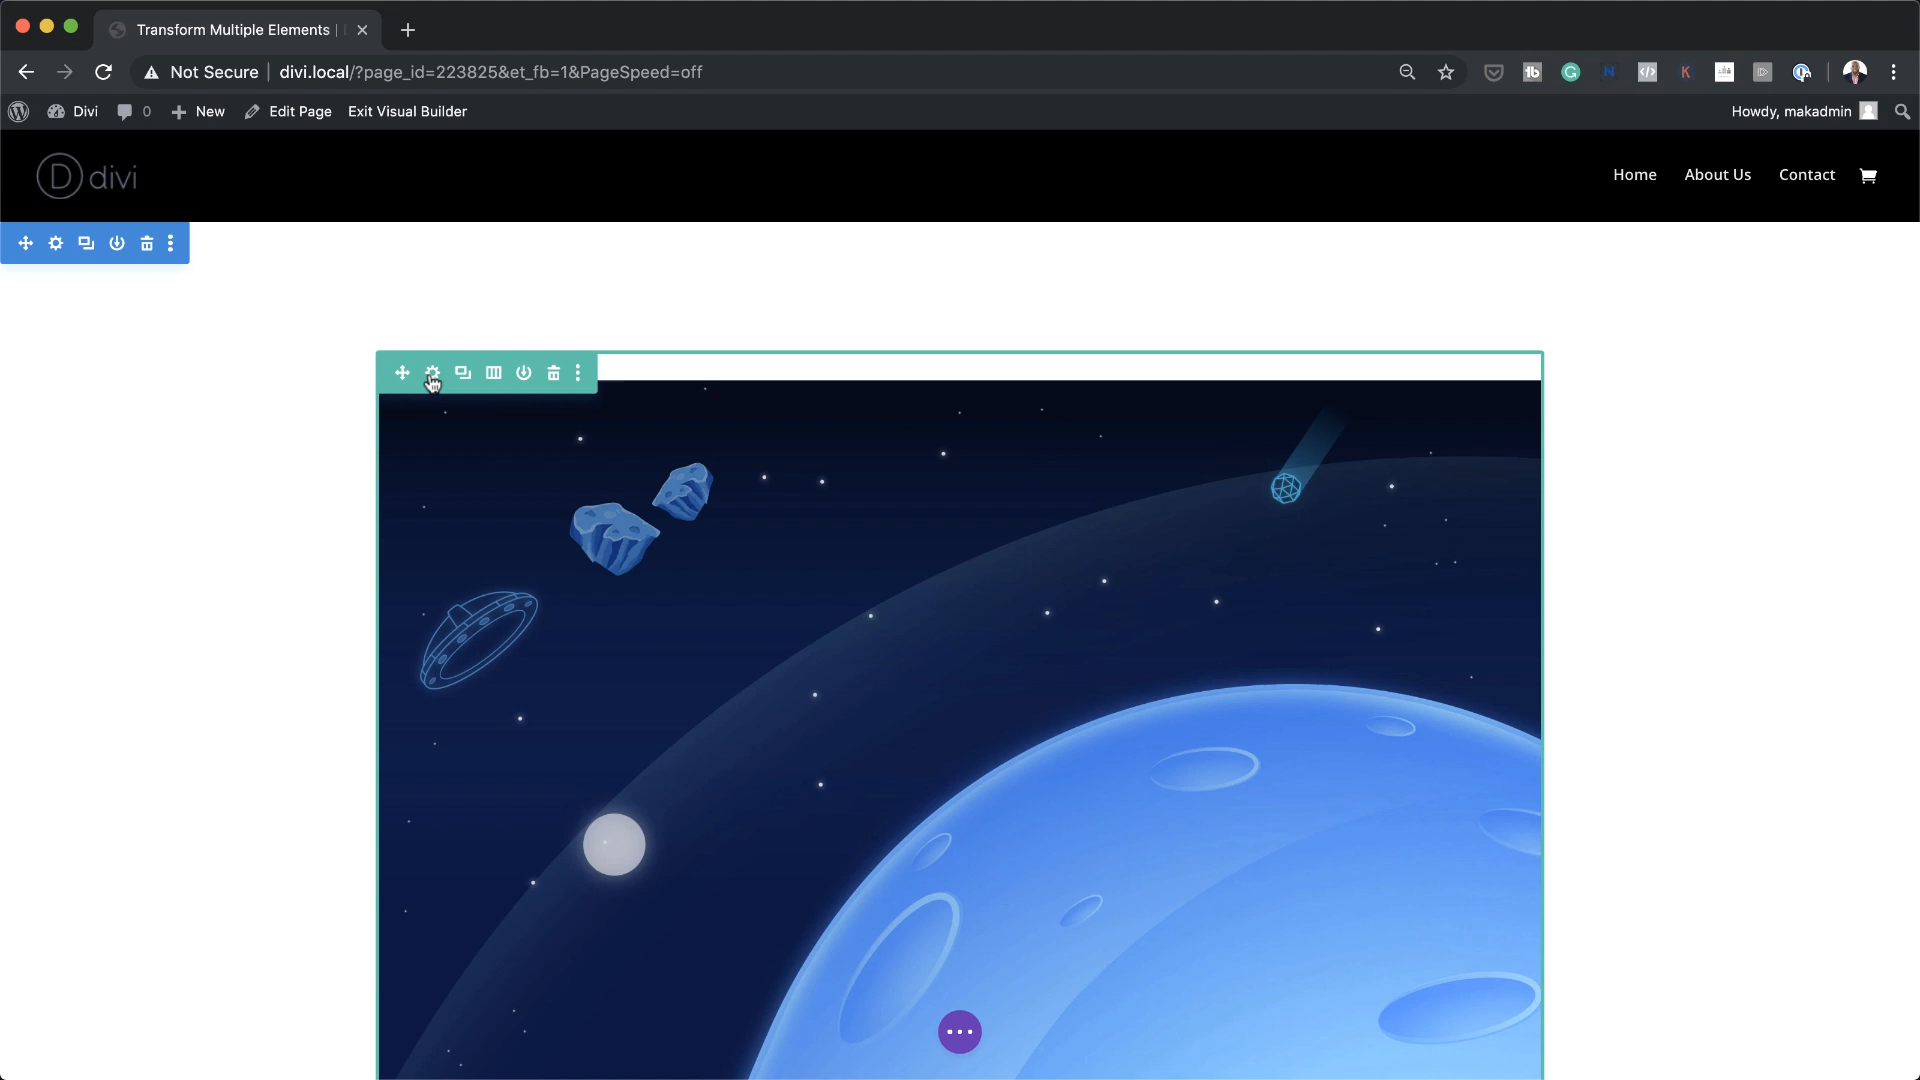 Transform Multiple Elements |
Not Secure | divi.local/?page_id=223825&et_fb=1&PageSpeed=off
Divi 0 New Edit Page Exit Visual Builder Howdy, makadmin
D divi Home About Us Contact